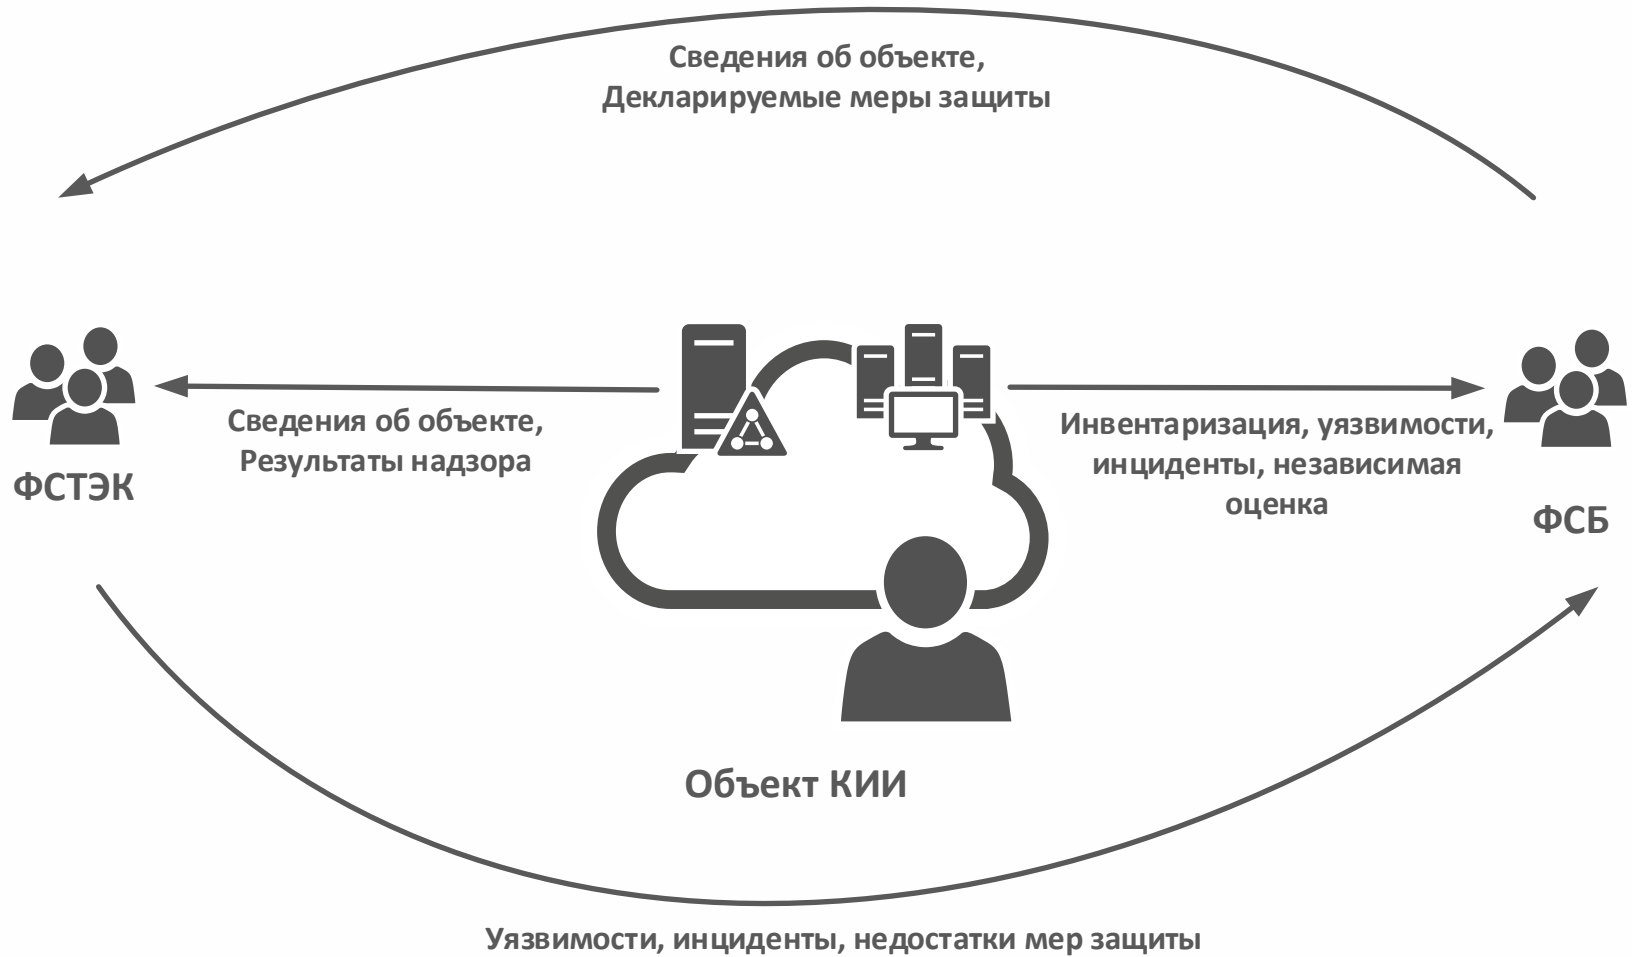 Сведения об объекте,
Декларируемые меры защиты
Сведения об объекте,
Результаты надзора
ФСТЭК
Инвентаризация, уязвимости,
инциденты, независимая
оценка
ФСБ
Объект КИИ
Уязвимости, инциденты, недостатки мер защиты